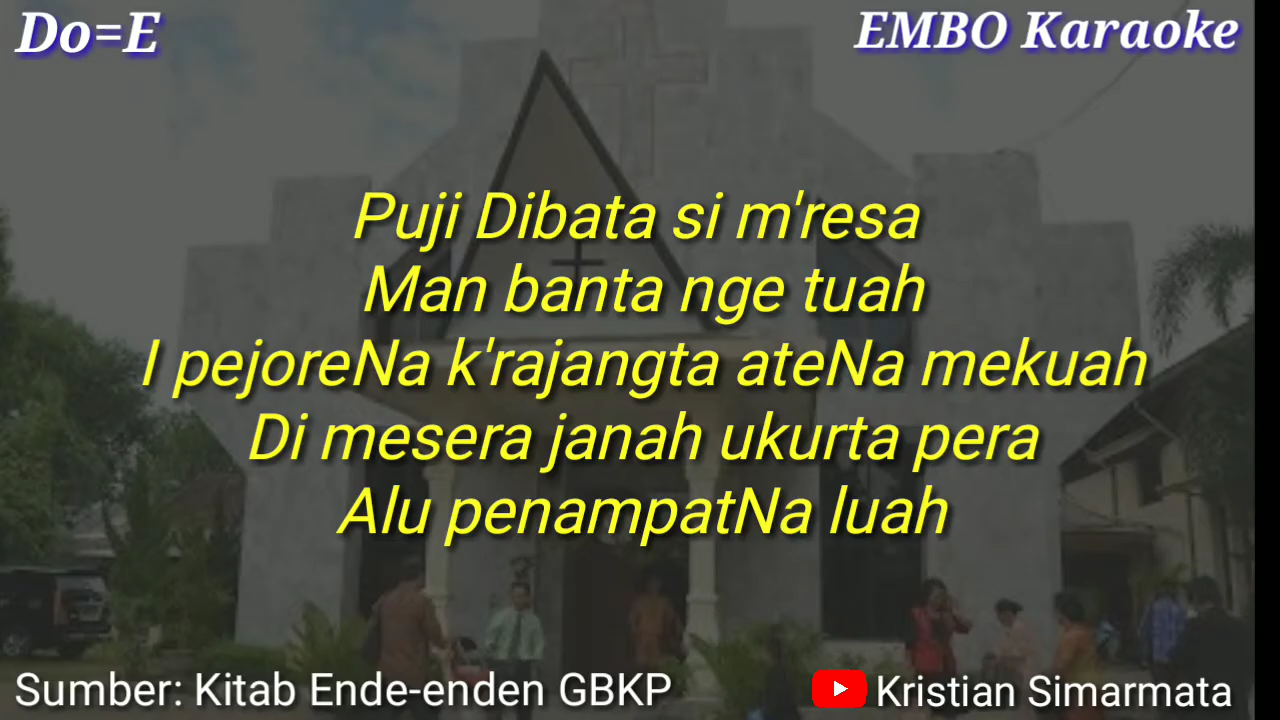 Do=E
EMBO Karaoke
Puji Dibata si m'resa
Man banta nge tuah
I pejoreNa k'rajangta ateNa mekuah
Di mesera janah ukurta pera
Alu penampatNa luah
Sumber: Kitab Ende-enden GBKP
Kristian Simarmata